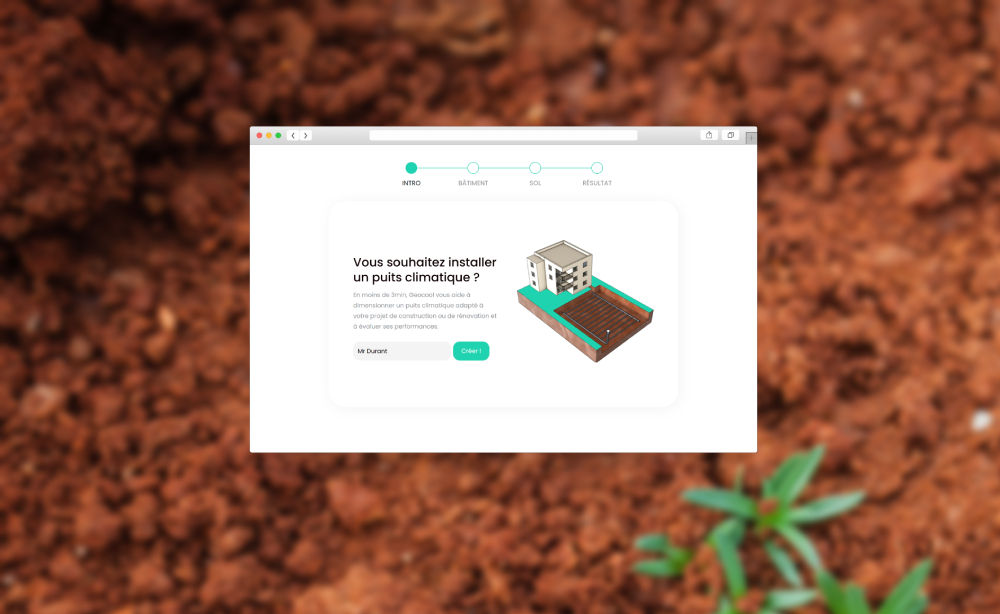 INTRO BÂTIMENT SOL RÉSULTAT
Vous souhaitez installer
un puits climatique ?
En moins de 3min, Geocool vous aide à
dimensionner un puits climatique adapté à
votre projet de construction ou de rénovation et
à évaluer ses performances.
Mr Durant Créer !